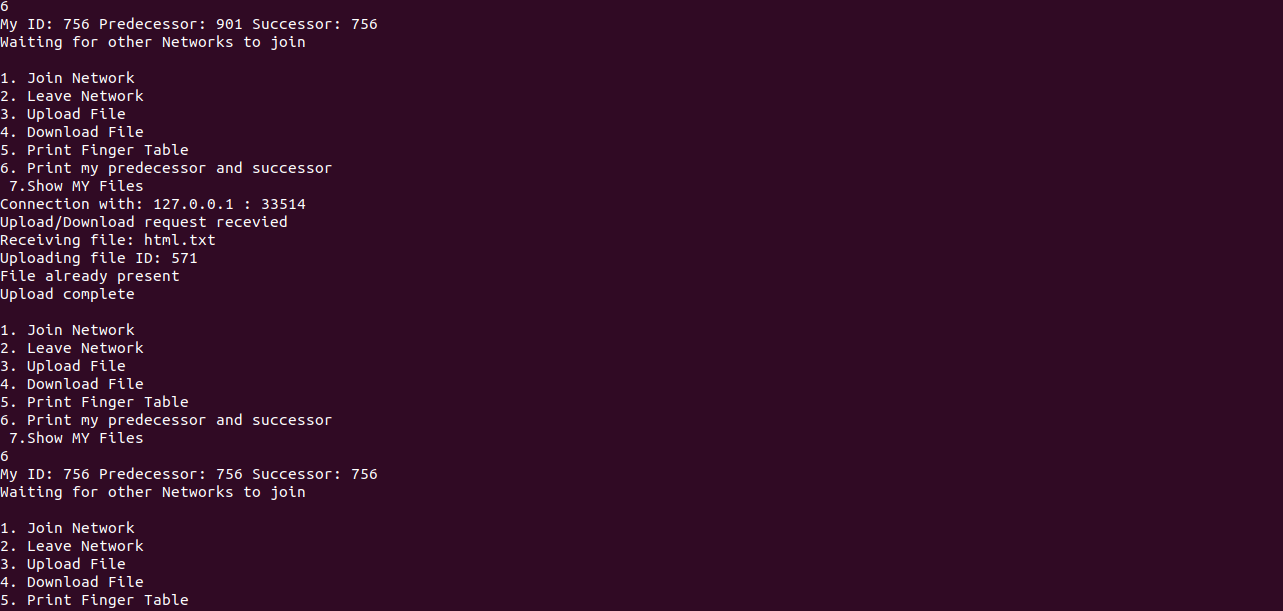 6
My ID: 756 Predecessor: 901 Successor: 756
Waiting for other Networks to join
1. Join Network
2. Leave Network
3. Upload File
4. Download File
5. Print Finger Table
6. Print my predecessor and successor
7.Show MY Files
Connection with: 127.0.0.1 : 33514
Upload/Download request recevied
Receiving file: html.txt
Uploading file ID: 571
File already present
Upload complete
1. Join Network
2. Leave Network
3. Upload File
4. Download File
5. Print Finger Table
6. Print my predecessor and successor
7.Show MY Files
6
My ID: 756 Predecessor: 756 Successor: 756
Waiting for other Networks to join
1. Join Network
2. Leave Network
3. Upload File
4. Download File
5. Print Finger Table